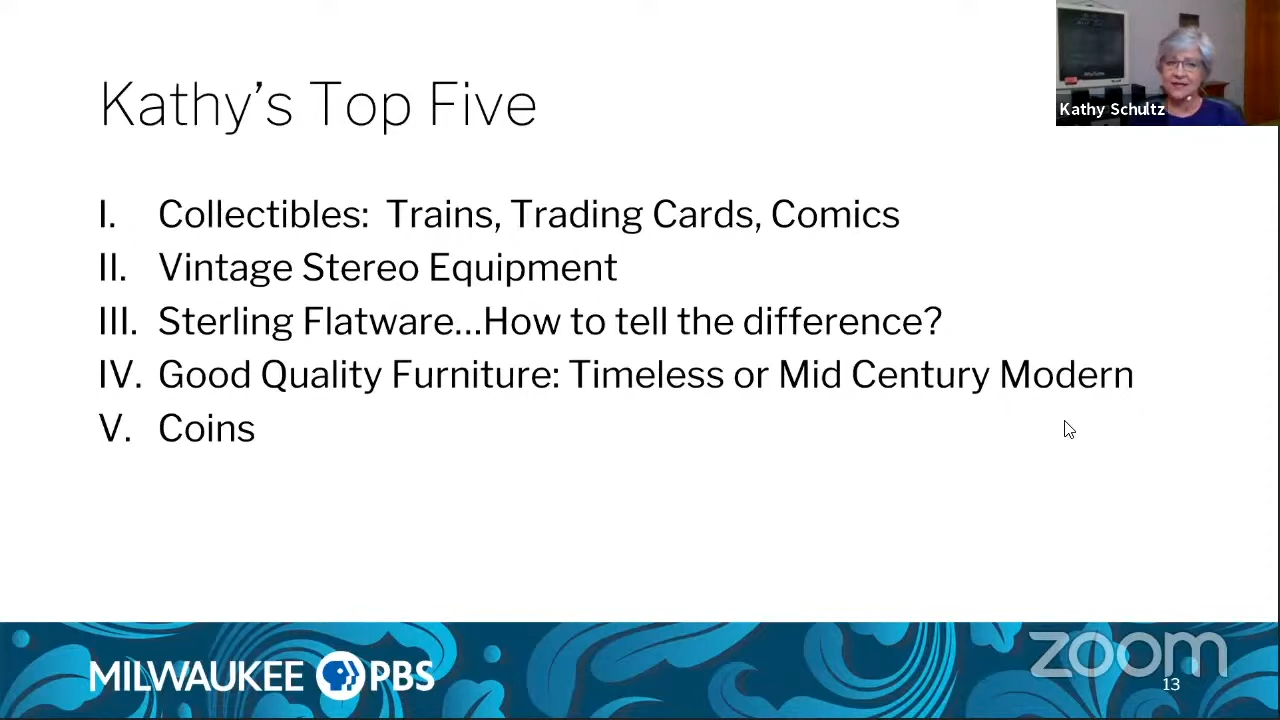 Kathy Schultz
Kathy’s Top Five
I. Collectibles:  Trains, Trading Cards, Comics
II. Vintage Stereo Equipment
III. Sterling Flatware...How to tell the difference?
IV. Good Quality Furniture: Timeless or Mid Century Modern
V. Coins
MILWAUKEE PBS
zoom
13